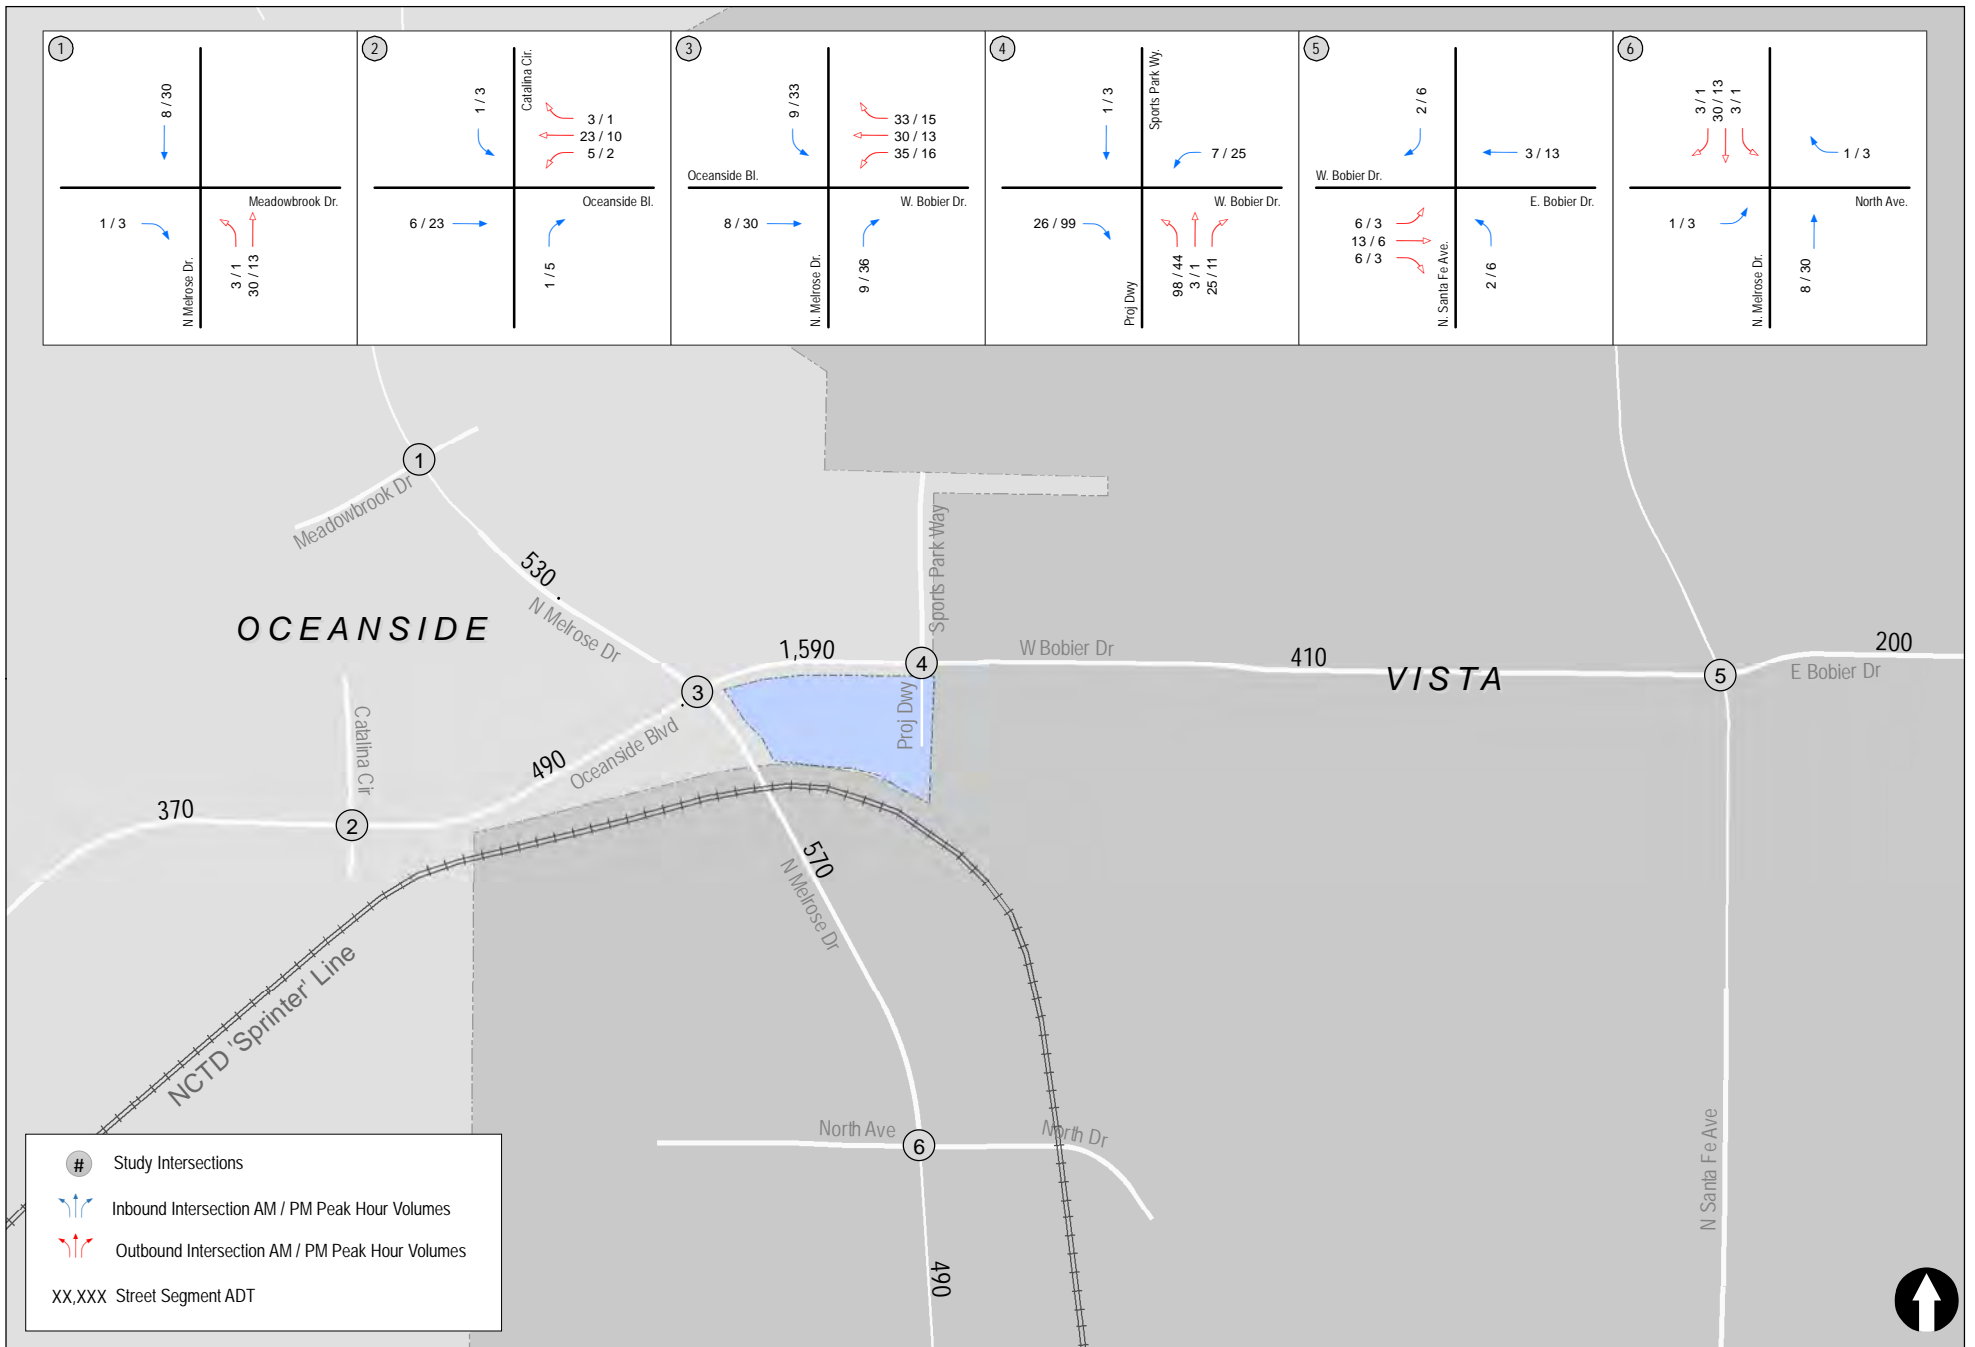 1
8 / 30
Meadowbrook Dr.
1 / 3
N Melrose Dr.
3 / 1
30 / 13
2
Catalina Cir.
1 / 3
3 / 1
23 / 10
5 / 2
Oceanside Bl.
6 / 23
1 / 5
3
9 / 33
33 / 15
30 / 13
35 / 16
Oceanside Bl.
W. Bobier Dr.
8 / 30
N. Melrose Dr.
9 / 36
4
Sports Park Wy.
1 / 3
7 / 25
W. Bobier Dr.
26 / 99
Proj Dwy
98 / 44
3 / 1
25 / 11
5
2 / 6
3 / 13
W. Bobier Dr.
E. Bobier Dr.
6 / 3
13 / 6
6 / 3
N. Santa Fe Ave.
2 / 6
6
3 / 1
30 / 13
3 / 1
1 / 3
North Ave.
1 / 3
N. Melrose Dr.
8 / 30
1
Meadowbrook Dr
530
N Melrose Dr
OCEANSIDE
Sports Park Way
1,590
4
W Bobier Dr
410
VISTA
5
200
E Bobier Dr
3
Proj Dwy
Catalina Cir
490
Oceanside Blvd
370
2
570
N Melrose Dr
NCTD 'Sprinter' Line
North Ave
6
North Dr
N Santa Fe Ave
490
# Study Intersections
Inbound Intersection AM / PM Peak Hour Volumes
Outbound Intersection AM / PM Peak Hour Volumes
XX,XXX Street Segment ADT